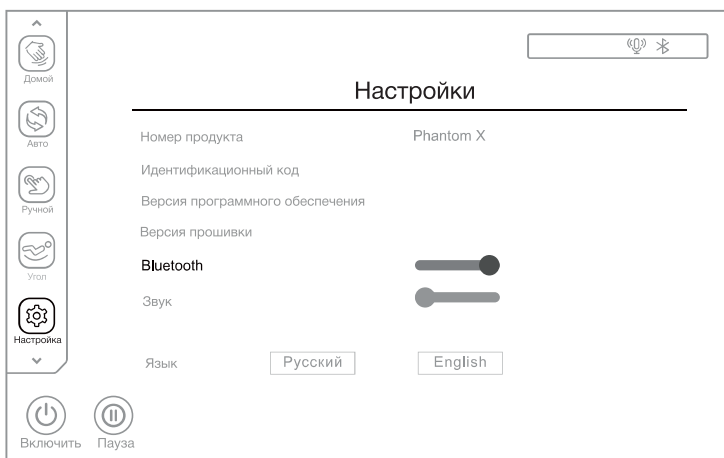 Домой
Авто
Ручной
Угол
Настройка
Настройки
Номер продукта Phantom X
Идентификационный код
Версия программного обеспечения
Версия прошивки
Bluetooth
Звук
Язык Русский English
Включить Пауза